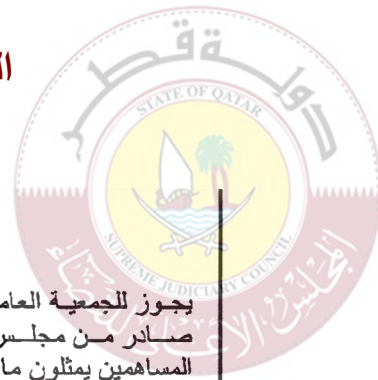 ال
دولة قطر
STATE OF QATAR
SUPREME JUDICIARY COUNCIL
المجلس الأعلى للقضاء
يجوز للجمعية
صادر من مجلس
المساهمين يمثلون ما